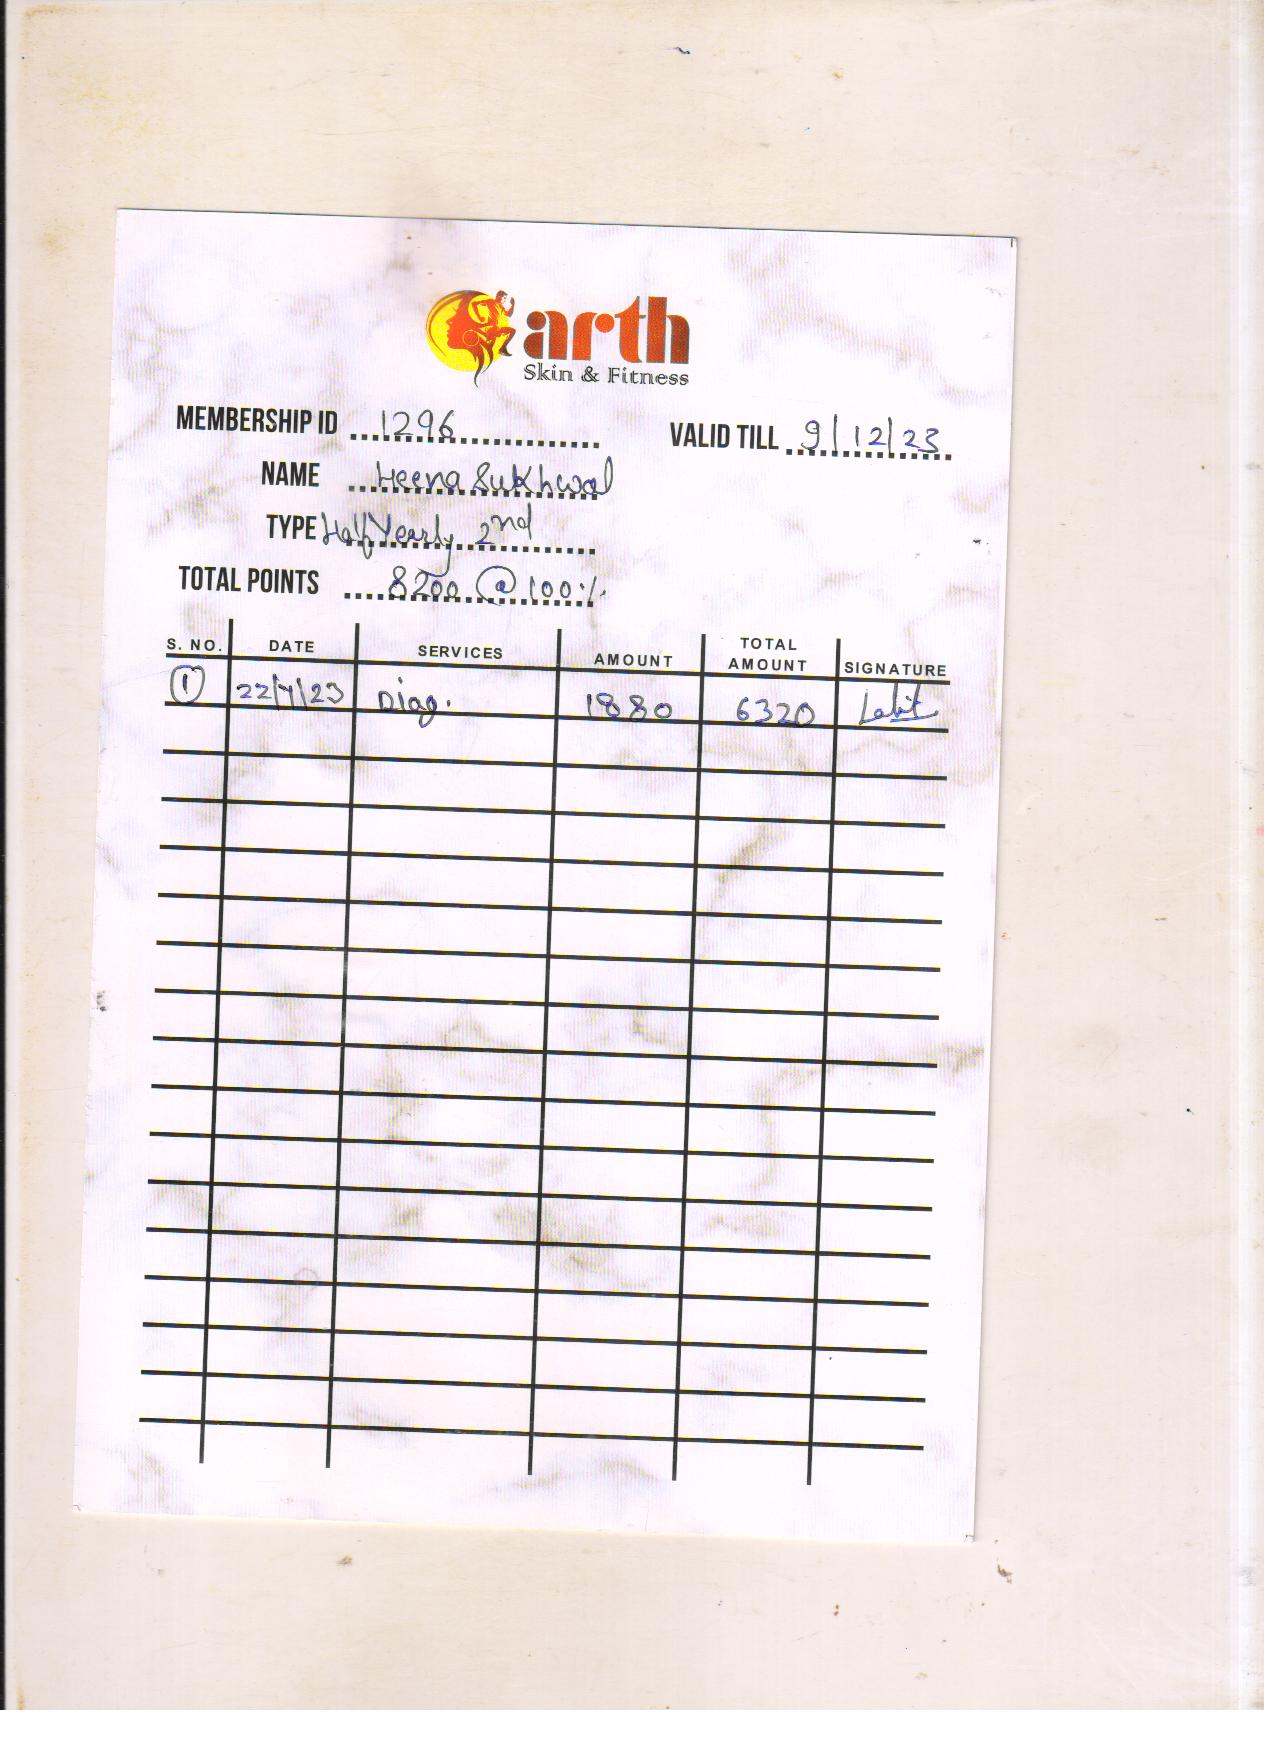 arth
Skin & Fitness
MEMBERSHIP ID 1296 VALID TILL 9/12/23
NAME Heena Sukhwal
TYPE Half Yearly 2nd
TOTAL POINTS 8200 @ 100%
S. NO. DATE SERVICES AMOUNT TOTAL AMOUNT SIGNATURE
1 22/7/23 Diag. 1880 6320